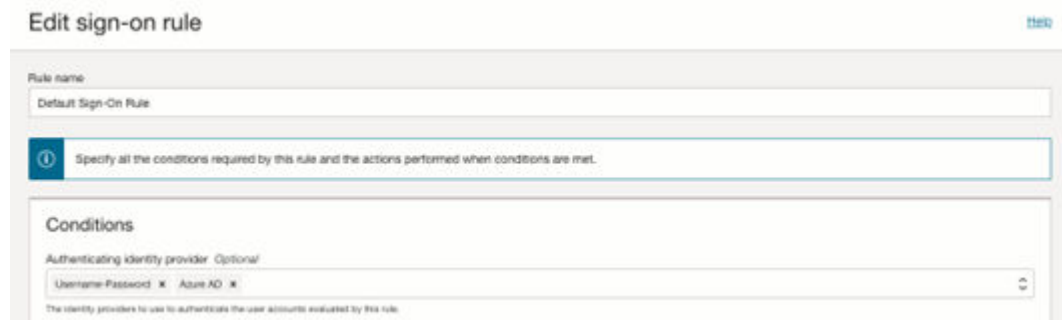 Edit sign-on rule
Help
Rule name
Default Sign-On Rule
Specify all the conditions required by this rule and the actions performed when conditions are met.
Conditions
Authenticating identity provider Optional
Username-Password × Azure AD ×
The identity providers to use to authenticate the user accounts evaluated by this rule.